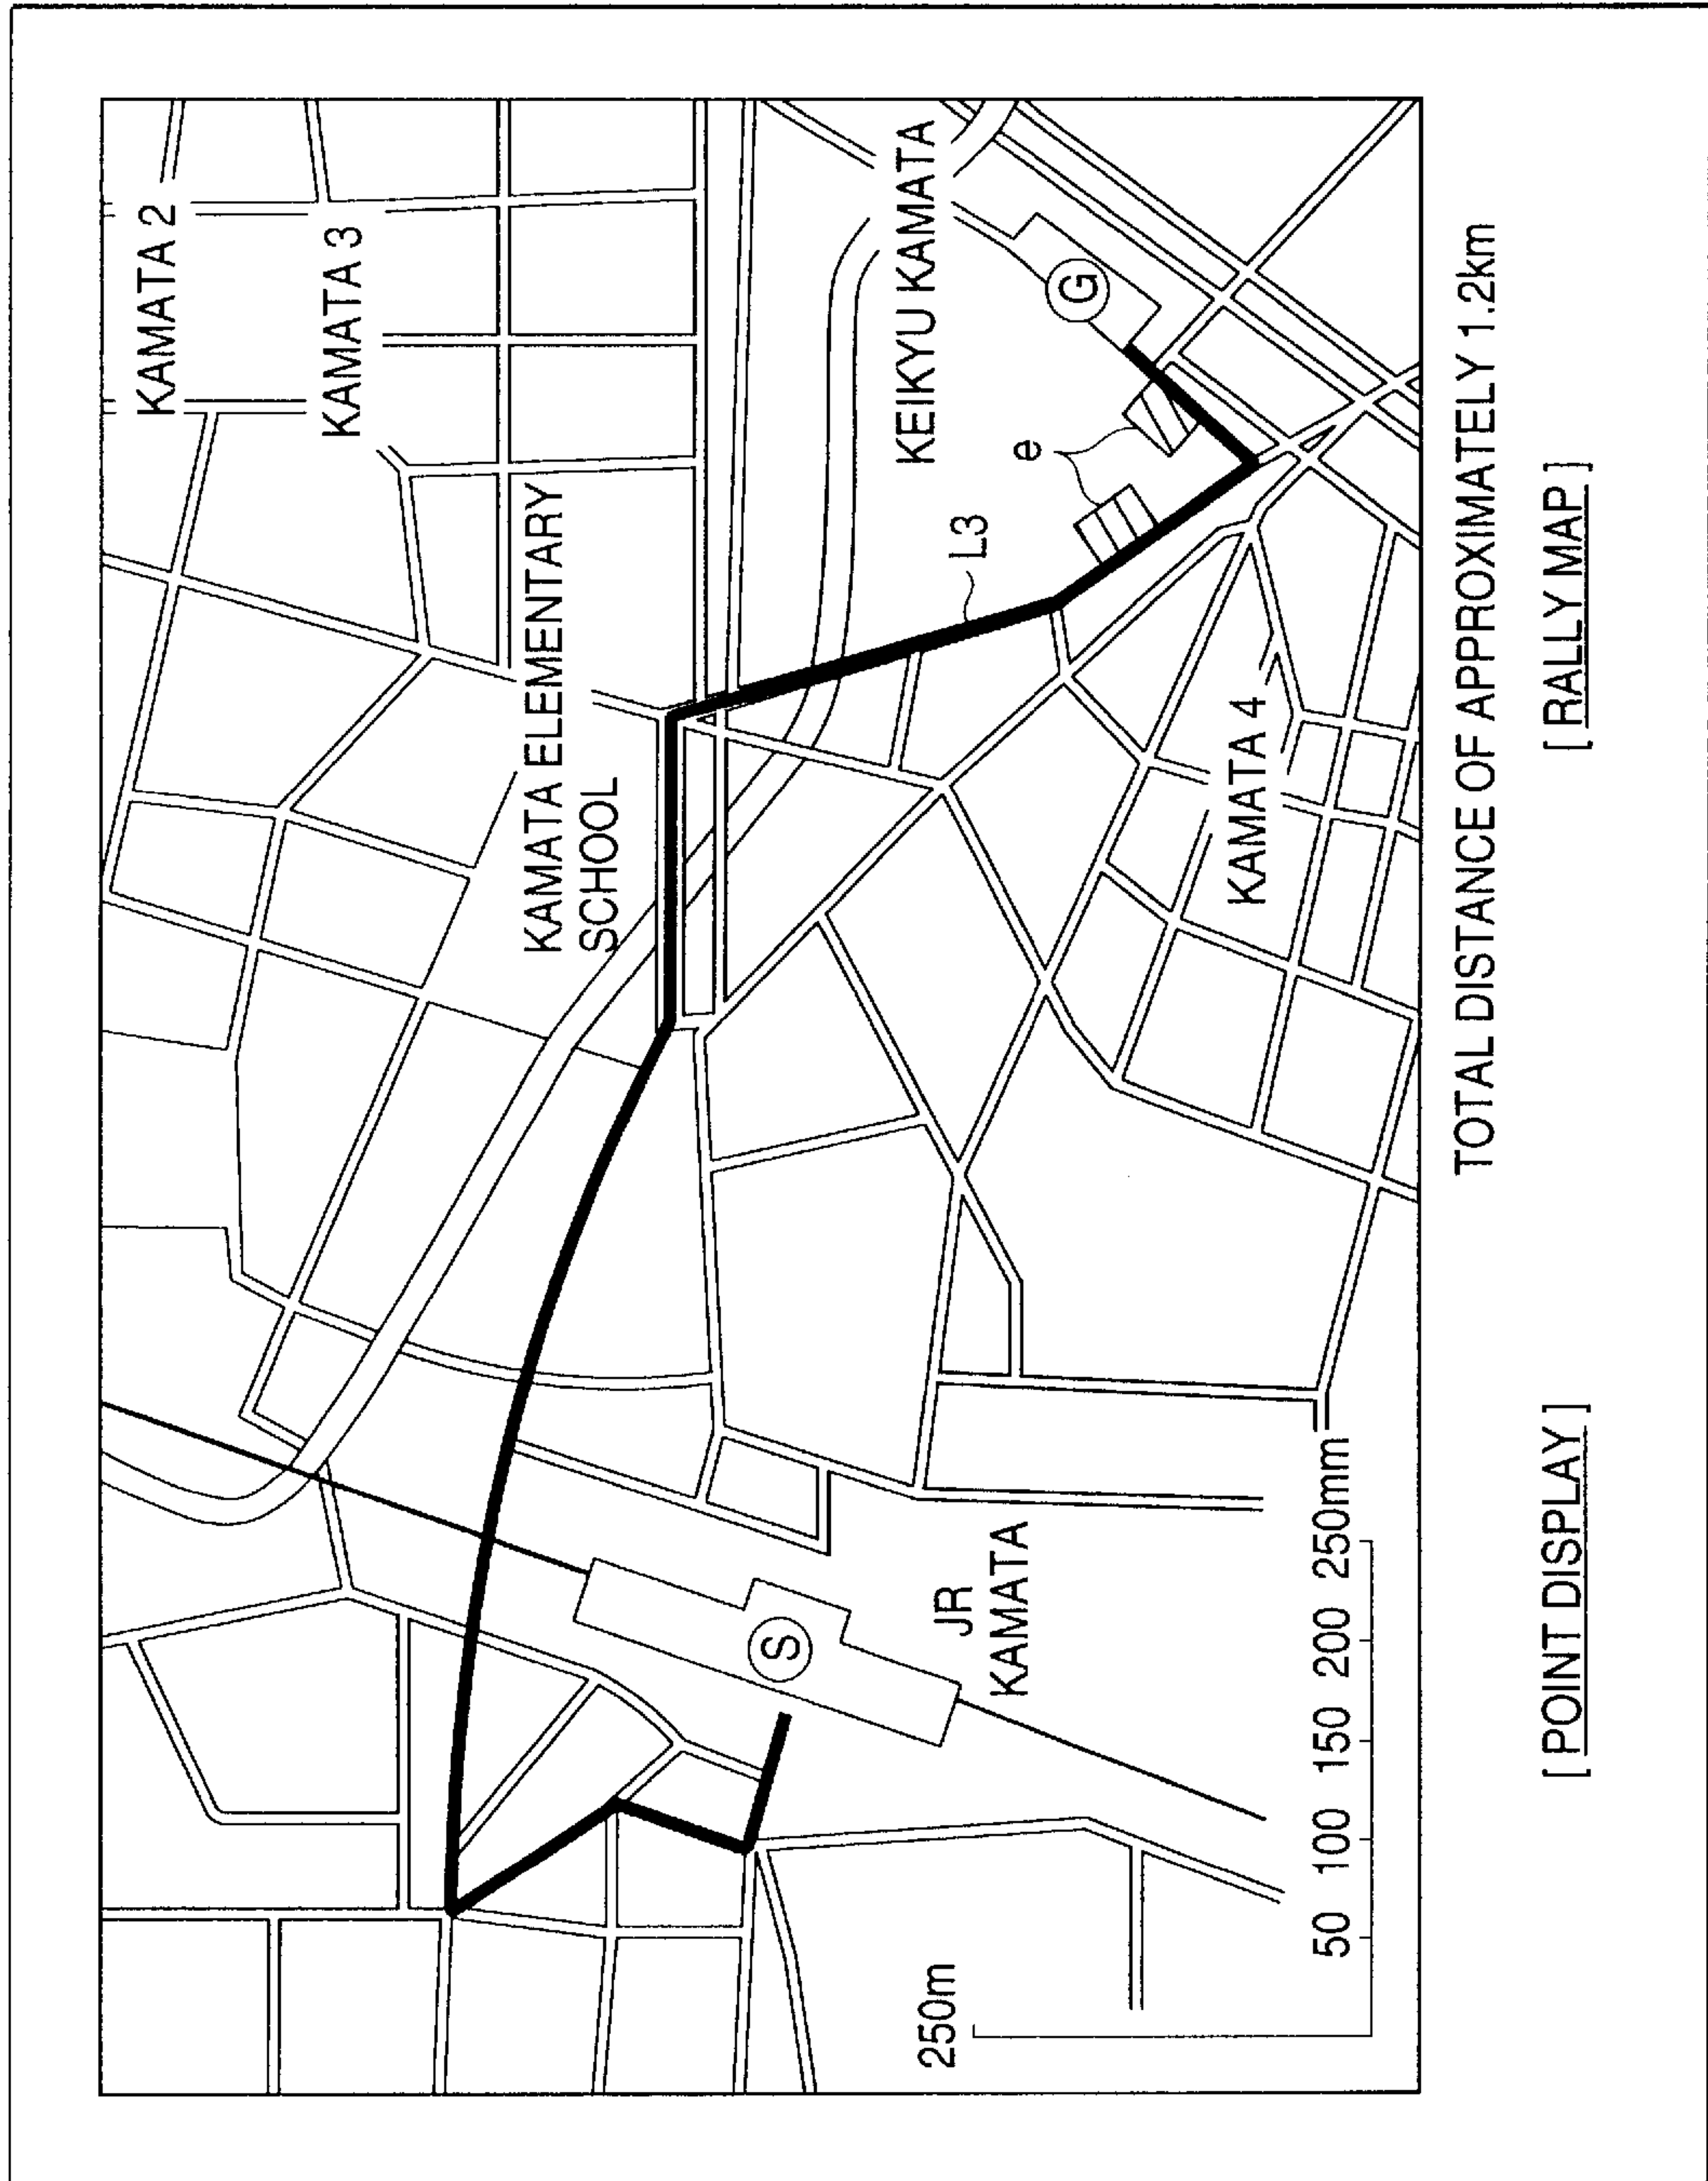 KAMATA 2
KAMATA 3
KAMATA ELEMENTARY
SCHOOL
KEIKYU KAMATA
G
e
L3
KAMATA 4
S
JR
KAMATA
250m
50 100 150 200 250mm
TOTAL DISTANCE OF APPROXIMATELY 1.2km
[ POINT DISPLAY ] [ RALLY MAP ]